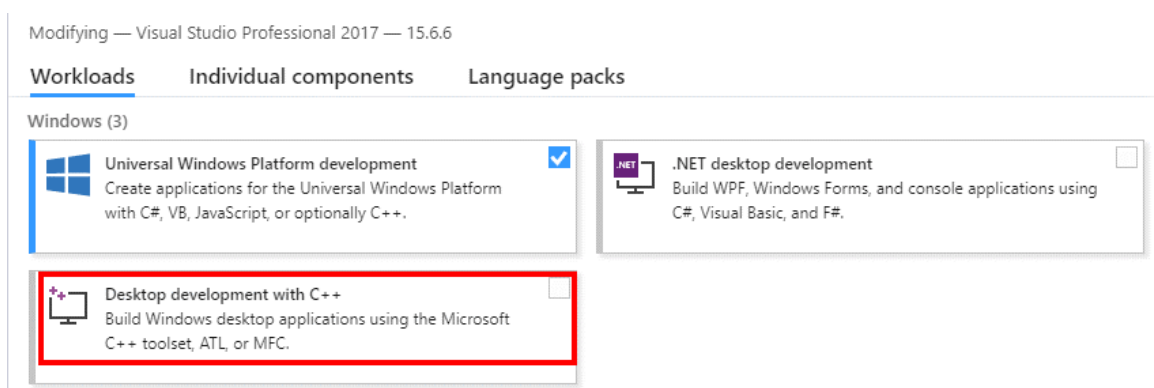 Modifying — Visual Studio Professional 2017 — 15.6.6
Workloads Individual components Language packs
Windows (3)
Universal Windows Platform development
Create applications for the Universal Windows Platform
with C#, VB, JavaScript, or optionally C++.
.NET
.NET desktop development
Build WPF, Windows Forms, and console applications using
C#, Visual Basic, and F#.
Desktop development with C++
Build Windows desktop applications using the Microsoft
C++ toolset, ATL, or MFC.